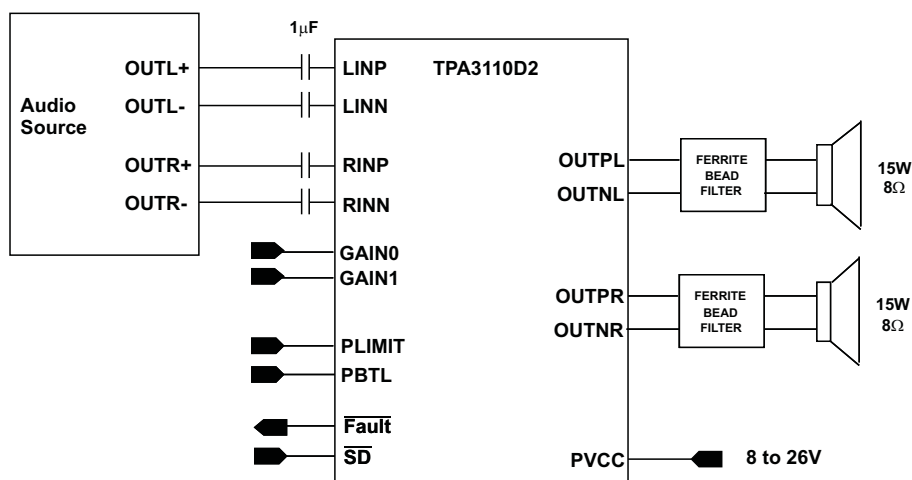 1μF
TPA3110D2
Audio
Source
OUTL+
OUTL-
OUTR+
OUTR-
LINP
LINN
RINP
RINN
GAIN0
GAIN1
PLIMIT
PBTL
Fault
SD
OUTPL
OUTNL
FERRITE
BEAD
FILTER
15W
8Ω
OUTPR
OUTNR
FERRITE
BEAD
FILTER
15W
8Ω
PVCC
8 to 26V